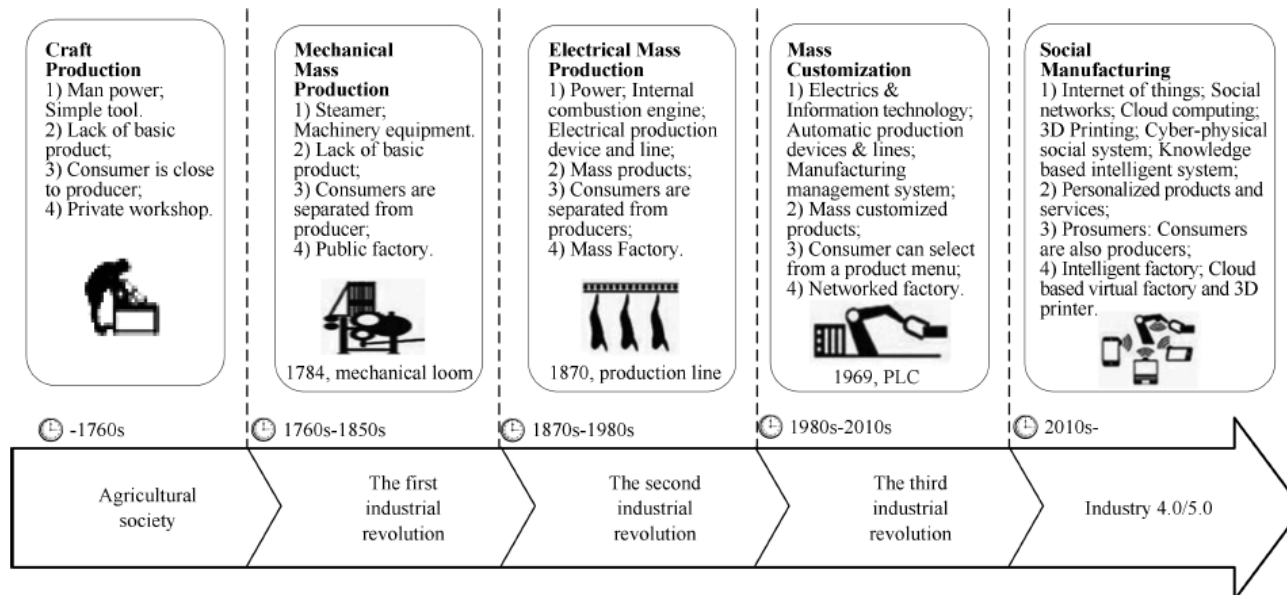 Craft
Production
1) Man power;
Simple tool.
2) Lack of basic
product;
3) Consumer is close
to producer;
4) Private workshop.
Mechanical
Mass
Production
1) Steamer;
Machinery equipment.
2) Lack of basic
product;
3) Consumers are
separated from
producer;
4) Public factory.
1784, mechanical loom
Electrical Mass
Production
1) Power; Internal
combustion engine;
Electrical production
device and line;
2) Mass products;
3) Consumers are
separated from
producers;
4) Mass Factory.
1870, production line
Mass
Customization
1) Electrics &
Information technology;
Automatic production
devices & lines;
Manufacturing
management system;
2) Mass customized
products;
3) Consumer can select
from a product menu;
4) Networked factory.
1969, PLC
Social
Manufacturing
1) Internet of things; Social
networks; Cloud computing;
3D Printing; Cyber-physical
social system; Knowledge
based intelligent system;
2) Personalized products and
services;
3) Prosumers: Consumers
are also producers;
4) Intelligent factory; Cloud
based virtual factory and 3D
printer.
-1760s
1760s-1850s
1870s-1980s
1980s-2010s
2010s-
Agricultural
society
The first
industrial
revolution
The second
industrial
revolution
The third
industrial
revolution
Industry 4.0/5.0